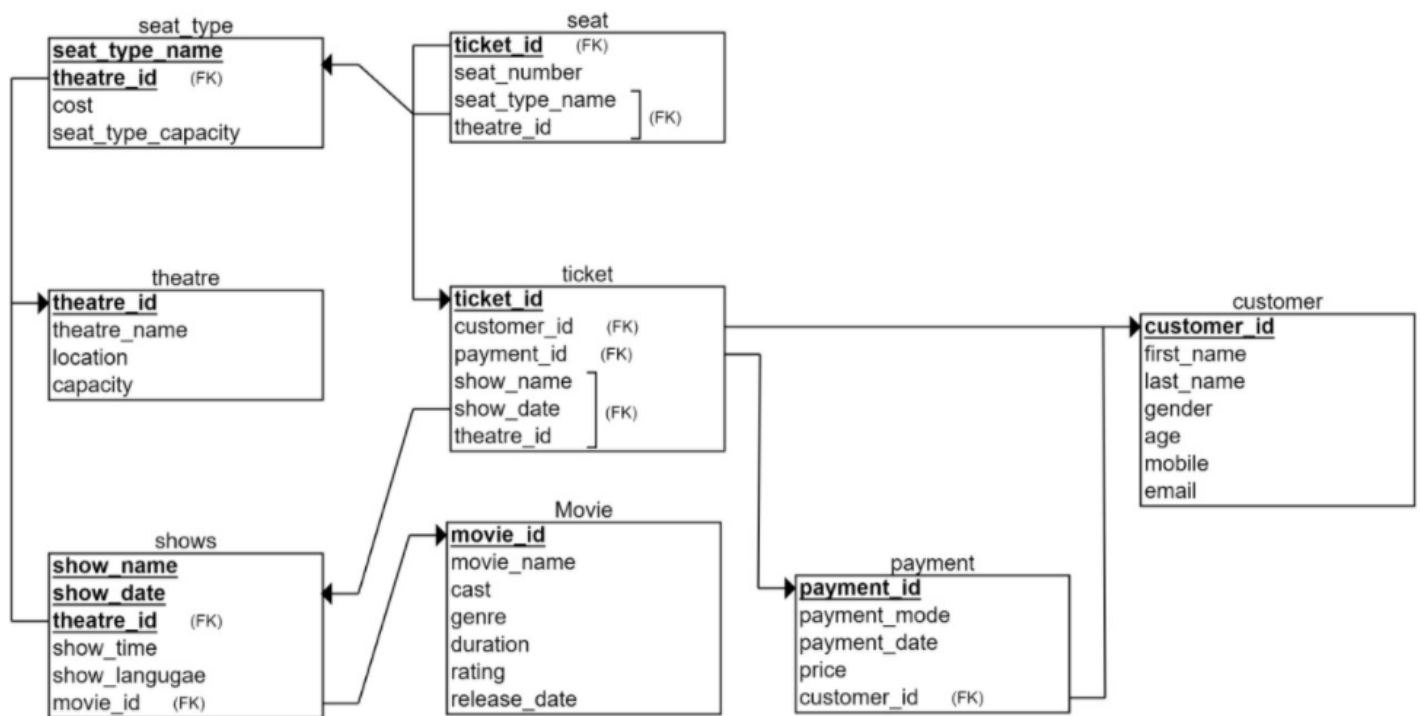 seat_type
seat_type_name
theatre_id (FK)
cost
seat_type_capacity
seat
ticket_id (FK)
seat_number
seat_type_name
theatre_id
(FK)
theatre
theatre_id
theatre_name
location
capacity
ticket
ticket_id
customer_id (FK)
payment_id (FK)
show_name
show_date
theatre_id
(FK)
customer
customer_id
first_name
last_name
gender
age
mobile
email
shows
show_name
show_date
theatre_id (FK)
show_time
show_langugae
movie_id (FK)
Movie
movie_id
movie_name
cast
genre
duration
rating
release_date
payment
payment_id
payment_mode
payment_date
price
customer_id (FK)